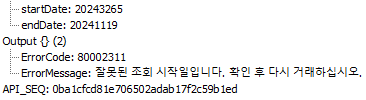 startDate: 20243265
endDate: 20241119
Output {} (2)
ErrorCode: 80002311
ErrorMessage: 잘못된 조회 시작일입니다. 확인 후 다시 거래하십시오.
API_SEQ: 0ba1cfcd81e706502adab17f2c59b1ed